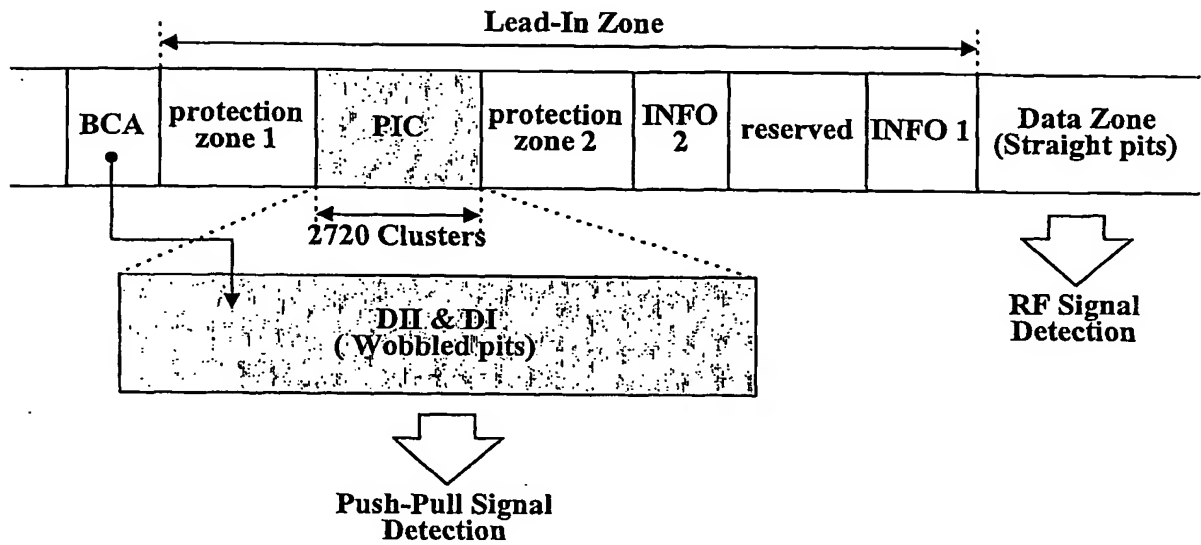 Lead-In Zone
BCA
protection
zone 1
PIC
protection
zone 2
INFO
2
reserved
INFO 1
Data Zone
(Straight pits)
2720 Clusters
DII & DI
( Wobbled pits)
RF Signal
Detection
Push-Pull Signal
Detection